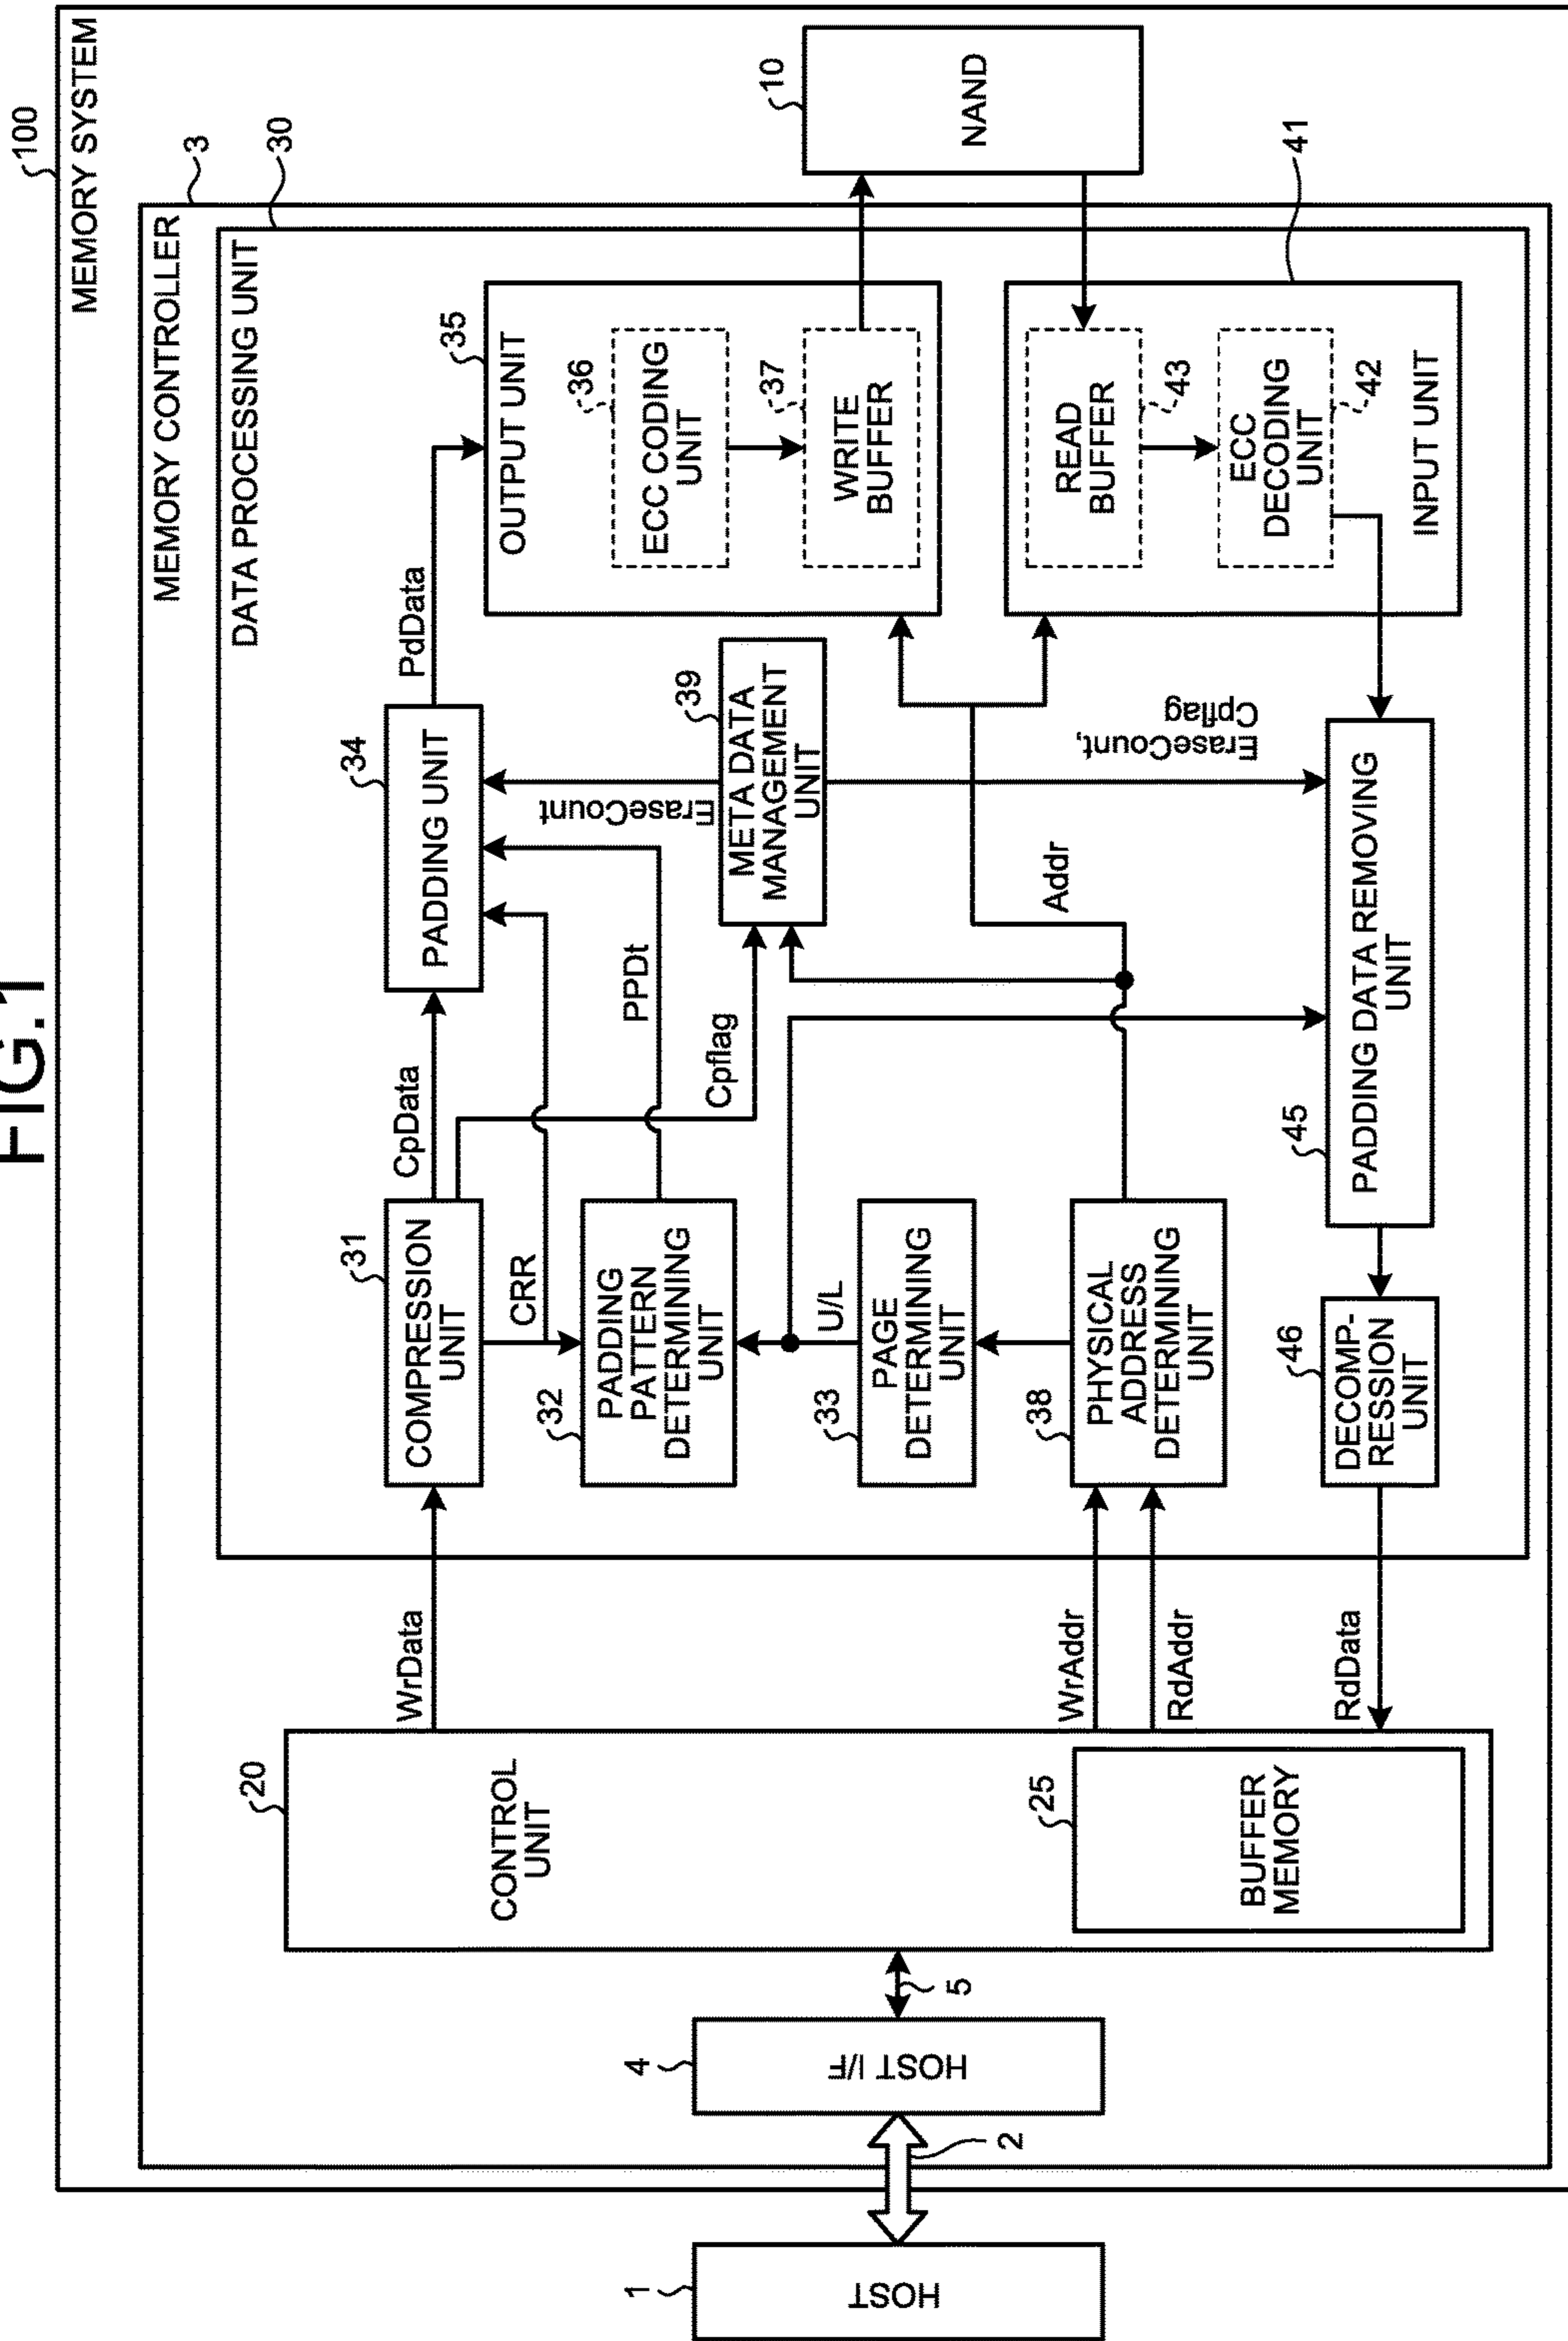 FIG.1
100
MEMORY SYSTEM
3
MEMORY CONTROLLER
30
DATA PROCESSING UNIT
1
HOST
2
4
HOST I/F
5
20
CONTROL
UNIT
25
BUFFER
MEMORY
WrData
WrAddr
RdAddr
RdData
31
COMPRESSION
UNIT
CRR
32
PADDING
PATTERN
DETERMINING
UNIT
U/L
33
PAGE
DETERMINING
UNIT
38
PHYSICAL
ADDRESS
DETERMINING
UNIT
46
DECOMP-
RESSION
UNIT
CpData
PPDt
Cpflag
Addr
34
PADDING UNIT
EraseCount
39
META DATA
MANAGEMENT
UNIT
EraseCount,
Cpflag
45
PADDING DATA REMOVING
UNIT
PdData
35
OUTPUT UNIT
36
ECC CODING
UNIT
37
WRITE
BUFFER
READ
BUFFER
43
ECC
DECODING
UNIT
42
INPUT UNIT
41
10
NAND